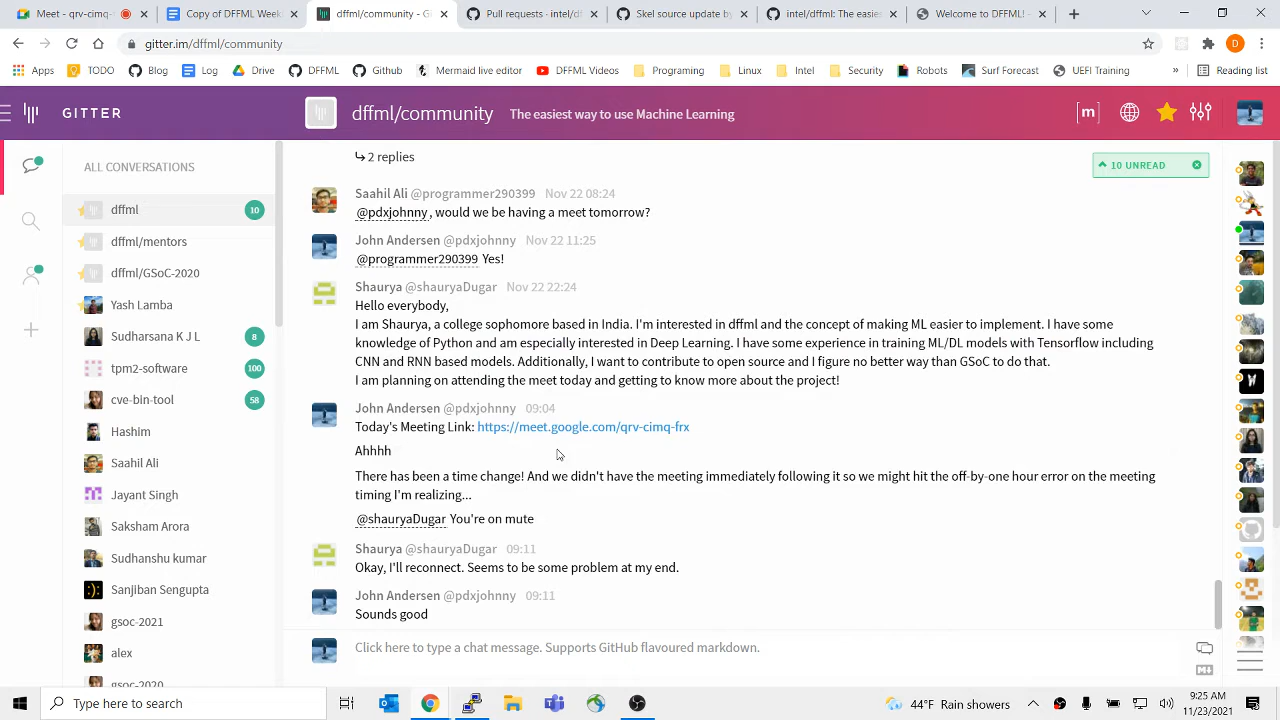 Google
Log of W
Meeting M
dffml/com
Skel source
Skel updat
intel/dffml:
intel/dffml:
intel/dffml:
Welcome to
gitter.im/dffml/community
Apps
TODO
Blog
Log
Drive
DFFML
Github
Mermaid live editor
DFFML Videos
Programming
Linux
Intel
Security
Robots
Surf Forecast
UEFI Training
»
Reading list
GITTER
dffml/community
The easiest way to use Machine Learning
[m]
ALL CONVERSATIONS
dffml 10
dffml/mentors
dffml/GSoC-2020
Yash Lamba
Sudharsana K J L 8
tpm2-software 100
cve-bin-tool 58
Hashim
Saahil Ali
Jayant Singh
Saksham Arora
Sudhanshu kumar
Sanjiban Sengupta
gsoc-2021
alex
gsoc-2020
2 replies
10 UNREAD
Saahil Ali @programmer290399 Nov 22 08:24
@pdxjohnny, would we be having a meet tomorrow?
John Andersen @pdxjohnny Nov 22 11:25
@programmer290399 Yes!
Shaurya @shauryaDugar Nov 22 22:24
Hello everybody,
I am Shaurya, a college sophomore based in India. I'm interested in dffml and the concept of making ML easier to implement. I have some
knowledge of Python and am especially interested in Deep Learning. I have some experience in training ML/DL models with Tensorflow including
CNN and RNN based models. Additionally, I want to contribute to open source and I figure no better way than GSoC to do that.
I am planning on attending the meet today and getting to know more about the project!
John Andersen @pdxjohnny 09:04
Today's Meeting Link: https://meet.google.com/qrv-cimq-frx
Ahhhh
There has been a time change! And we didn't have the meeting immediately following it so we might hit the off-by-one hour error on the meeting
timing I'm realizing...
@shauryaDugar You're on mute
Shaurya @shauryaDugar 09:11
Okay, I'll reconnect. Seems to be some problem at my end.
John Andersen @pdxjohnny 09:11
Sounds good
Click here to type a chat message. Supports GitHub flavoured markdown.
Type here to search
44°F Rain showers
9:25 AM
11/23/2021